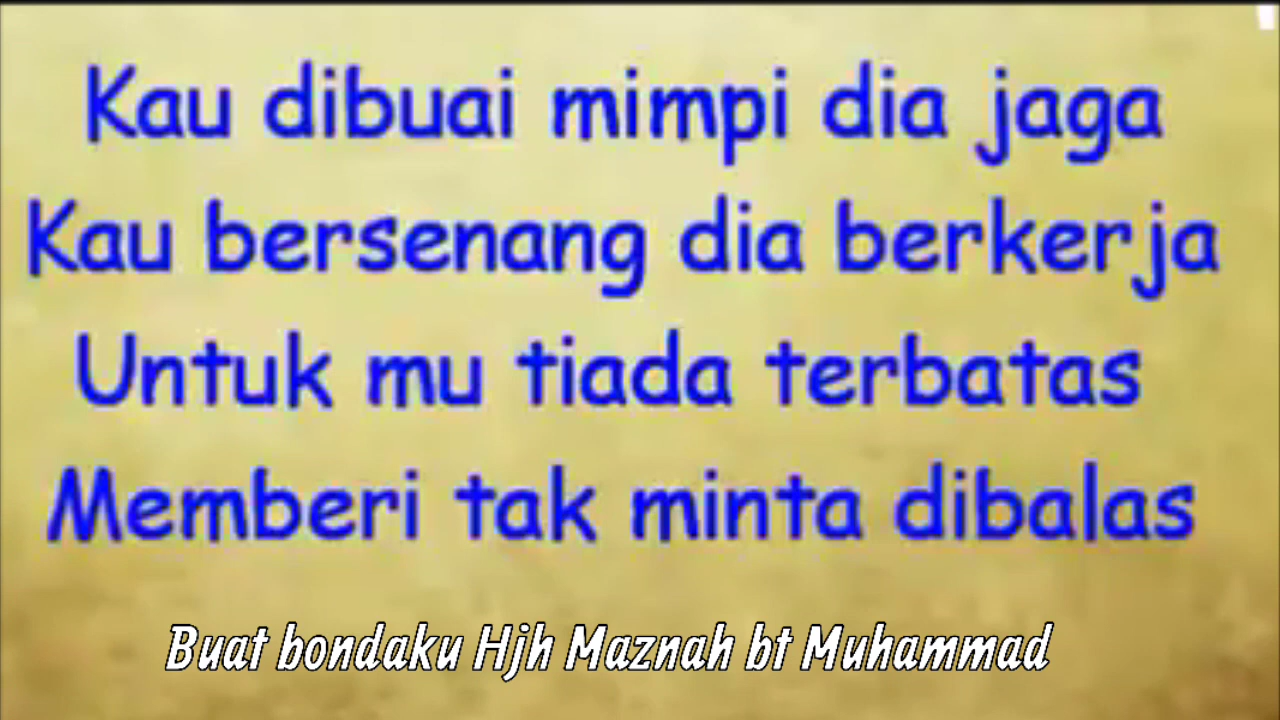 Kau dibuai mimpi dia jaga
Kau bersenang dia berkerja
Untuk mu tiada terbatas
Memberi tak minta dibalas
Buat bondaku Hjh Maznah bt Muhammad